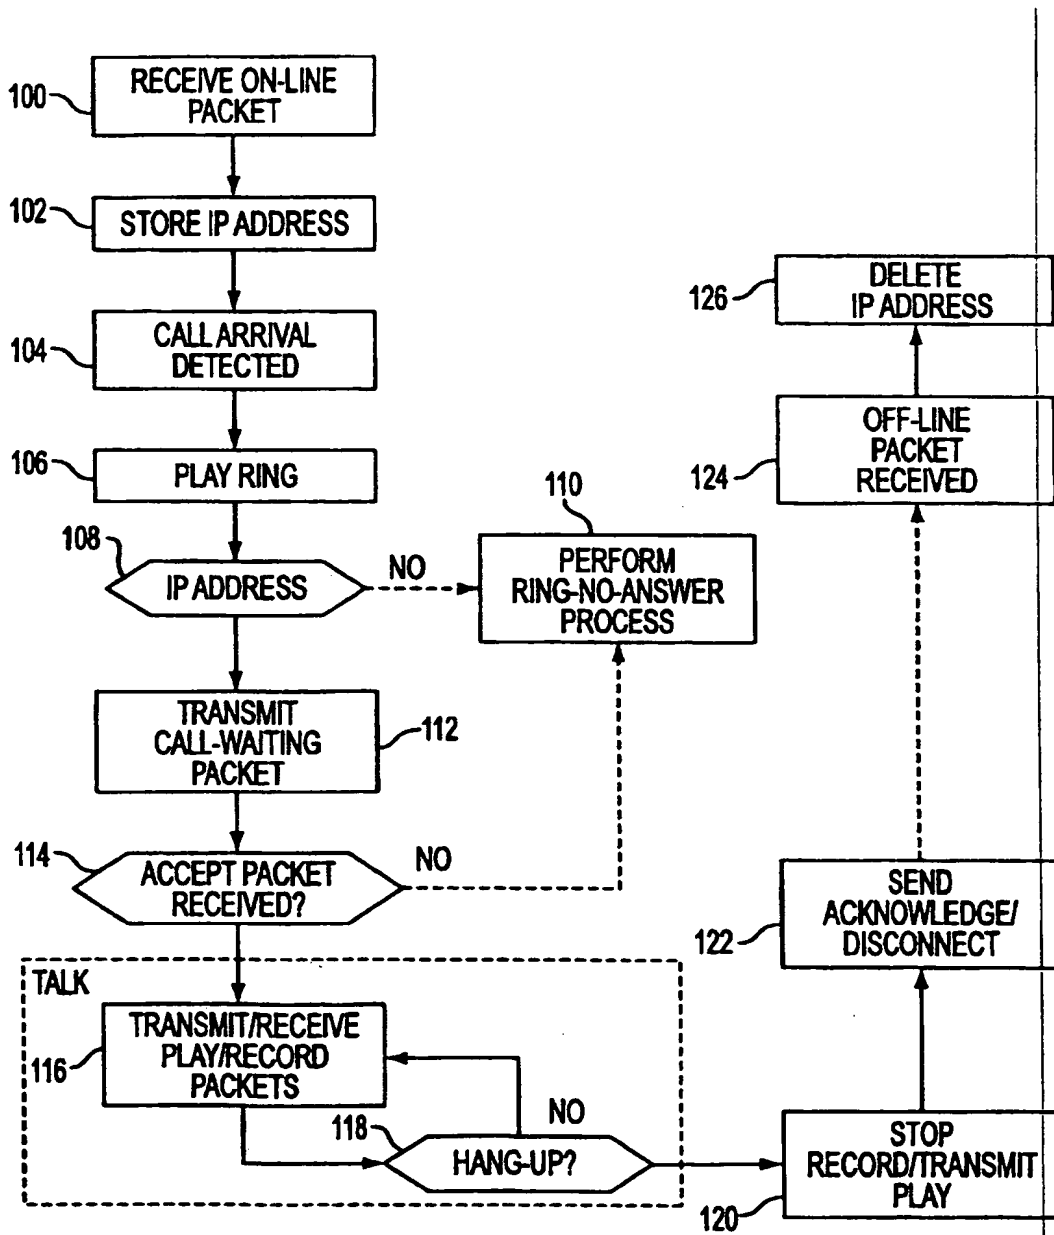 100
RECEIVE ON-LINE
PACKET
102
STORE IP ADDRESS
104
CALL ARRIVAL
DETECTED
106
PLAY RING
108
IP ADDRESS
NO
110
PERFORM
RING-NO-ANSWER
PROCESS
TRANSMIT
CALL-WAITING
PACKET
112
114
ACCEPT PACKET
RECEIVED?
NO
TALK
TRANSMIT/RECEIVE
PLAY/RECORD
PACKETS
116
118
HANG-UP?
NO
STOP
RECORD/TRANSMIT
PLAY
120
SEND
ACKNOWLEDGE/
DISCONNECT
122
OFF-LINE
PACKET
RECEIVED
124
DELETE
IP ADDRESS
126